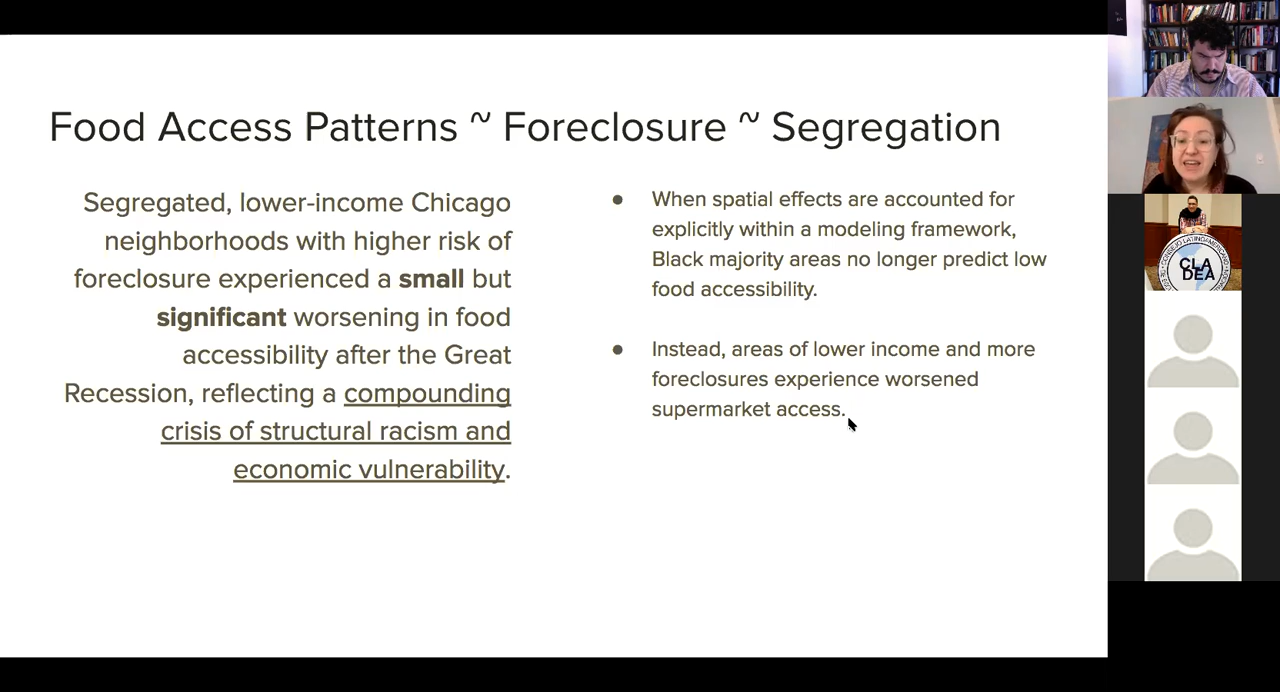 Food Access Patterns ~ Foreclosure ~ Segregation
Segregated, lower-income Chicago
neighborhoods with higher risk of
foreclosure experienced a small but
significant worsening in food
accessibility after the Great
Recession, reflecting a compounding
crisis of structural racism and
economic vulnerability.
● When spatial effects are accounted for
explicitly within a modeling framework,
Black majority areas no longer predict low
food accessibility.
● Instead, areas of lower income and more
foreclosures experience worsened
supermarket access.
CLA
DEA